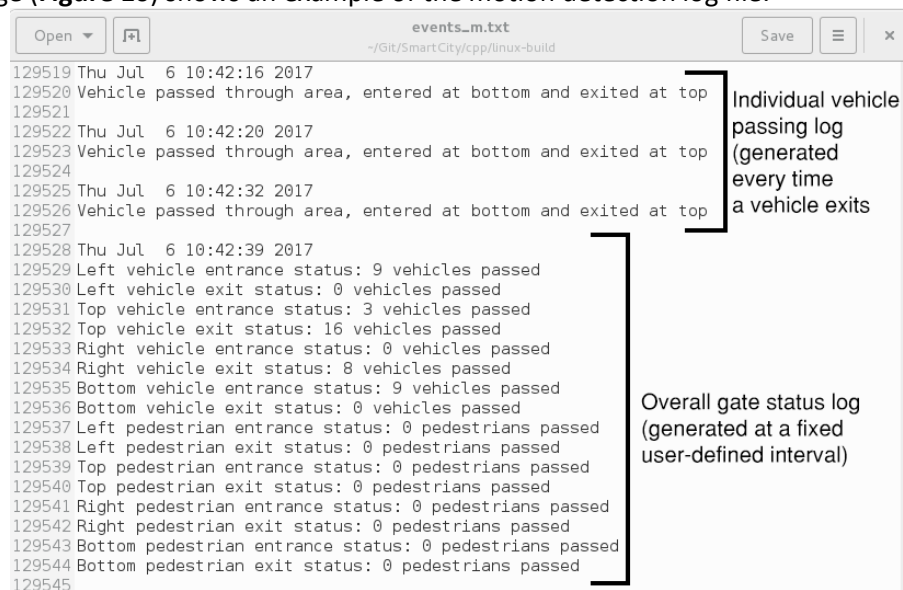 shows an example of the motion detection log file.
Open
events_m.txt
~/Git/SmartCity/cpp/linux-build
Save
129519 Thu Jul  6 10:42:16 2017
129520 Vehicle passed through area, entered at bottom and exited at top
129521
129522 Thu Jul  6 10:42:20 2017
129523 Vehicle passed through area, entered at bottom and exited at top
129524
129525 Thu Jul  6 10:42:32 2017
129526 Vehicle passed through area, entered at bottom and exited at top
129527
Individual vehicle
passing log
(generated
every time
a vehicle exits
129528 Thu Jul  6 10:42:39 2017
129529 Left vehicle entrance status: 9 vehicles passed
129530 Left vehicle exit status: 0 vehicles passed
129531 Top vehicle entrance status: 3 vehicles passed
129532 Top vehicle exit status: 16 vehicles passed
129533 Right vehicle entrance status: 0 vehicles passed
129534 Right vehicle exit status: 8 vehicles passed
129535 Bottom vehicle entrance status: 9 vehicles passed
129536 Bottom vehicle exit status: 0 vehicles passed
129537 Left pedestrian entrance status: 0 pedestrians passed
129538 Left pedestrian exit status: 0 pedestrians passed
129539 Top pedestrian entrance status: 0 pedestrians passed
129540 Top pedestrian exit status: 0 pedestrians passed
129541 Right pedestrian entrance status: 0 pedestrians passed
129542 Right pedestrian exit status: 0 pedestrians passed
129543 Bottom pedestrian entrance status: 0 pedestrians passed
129544 Bottom pedestrian exit status: 0 pedestrians passed
129545
Overall gate status log
(generated at a fixed
user-defined interval)